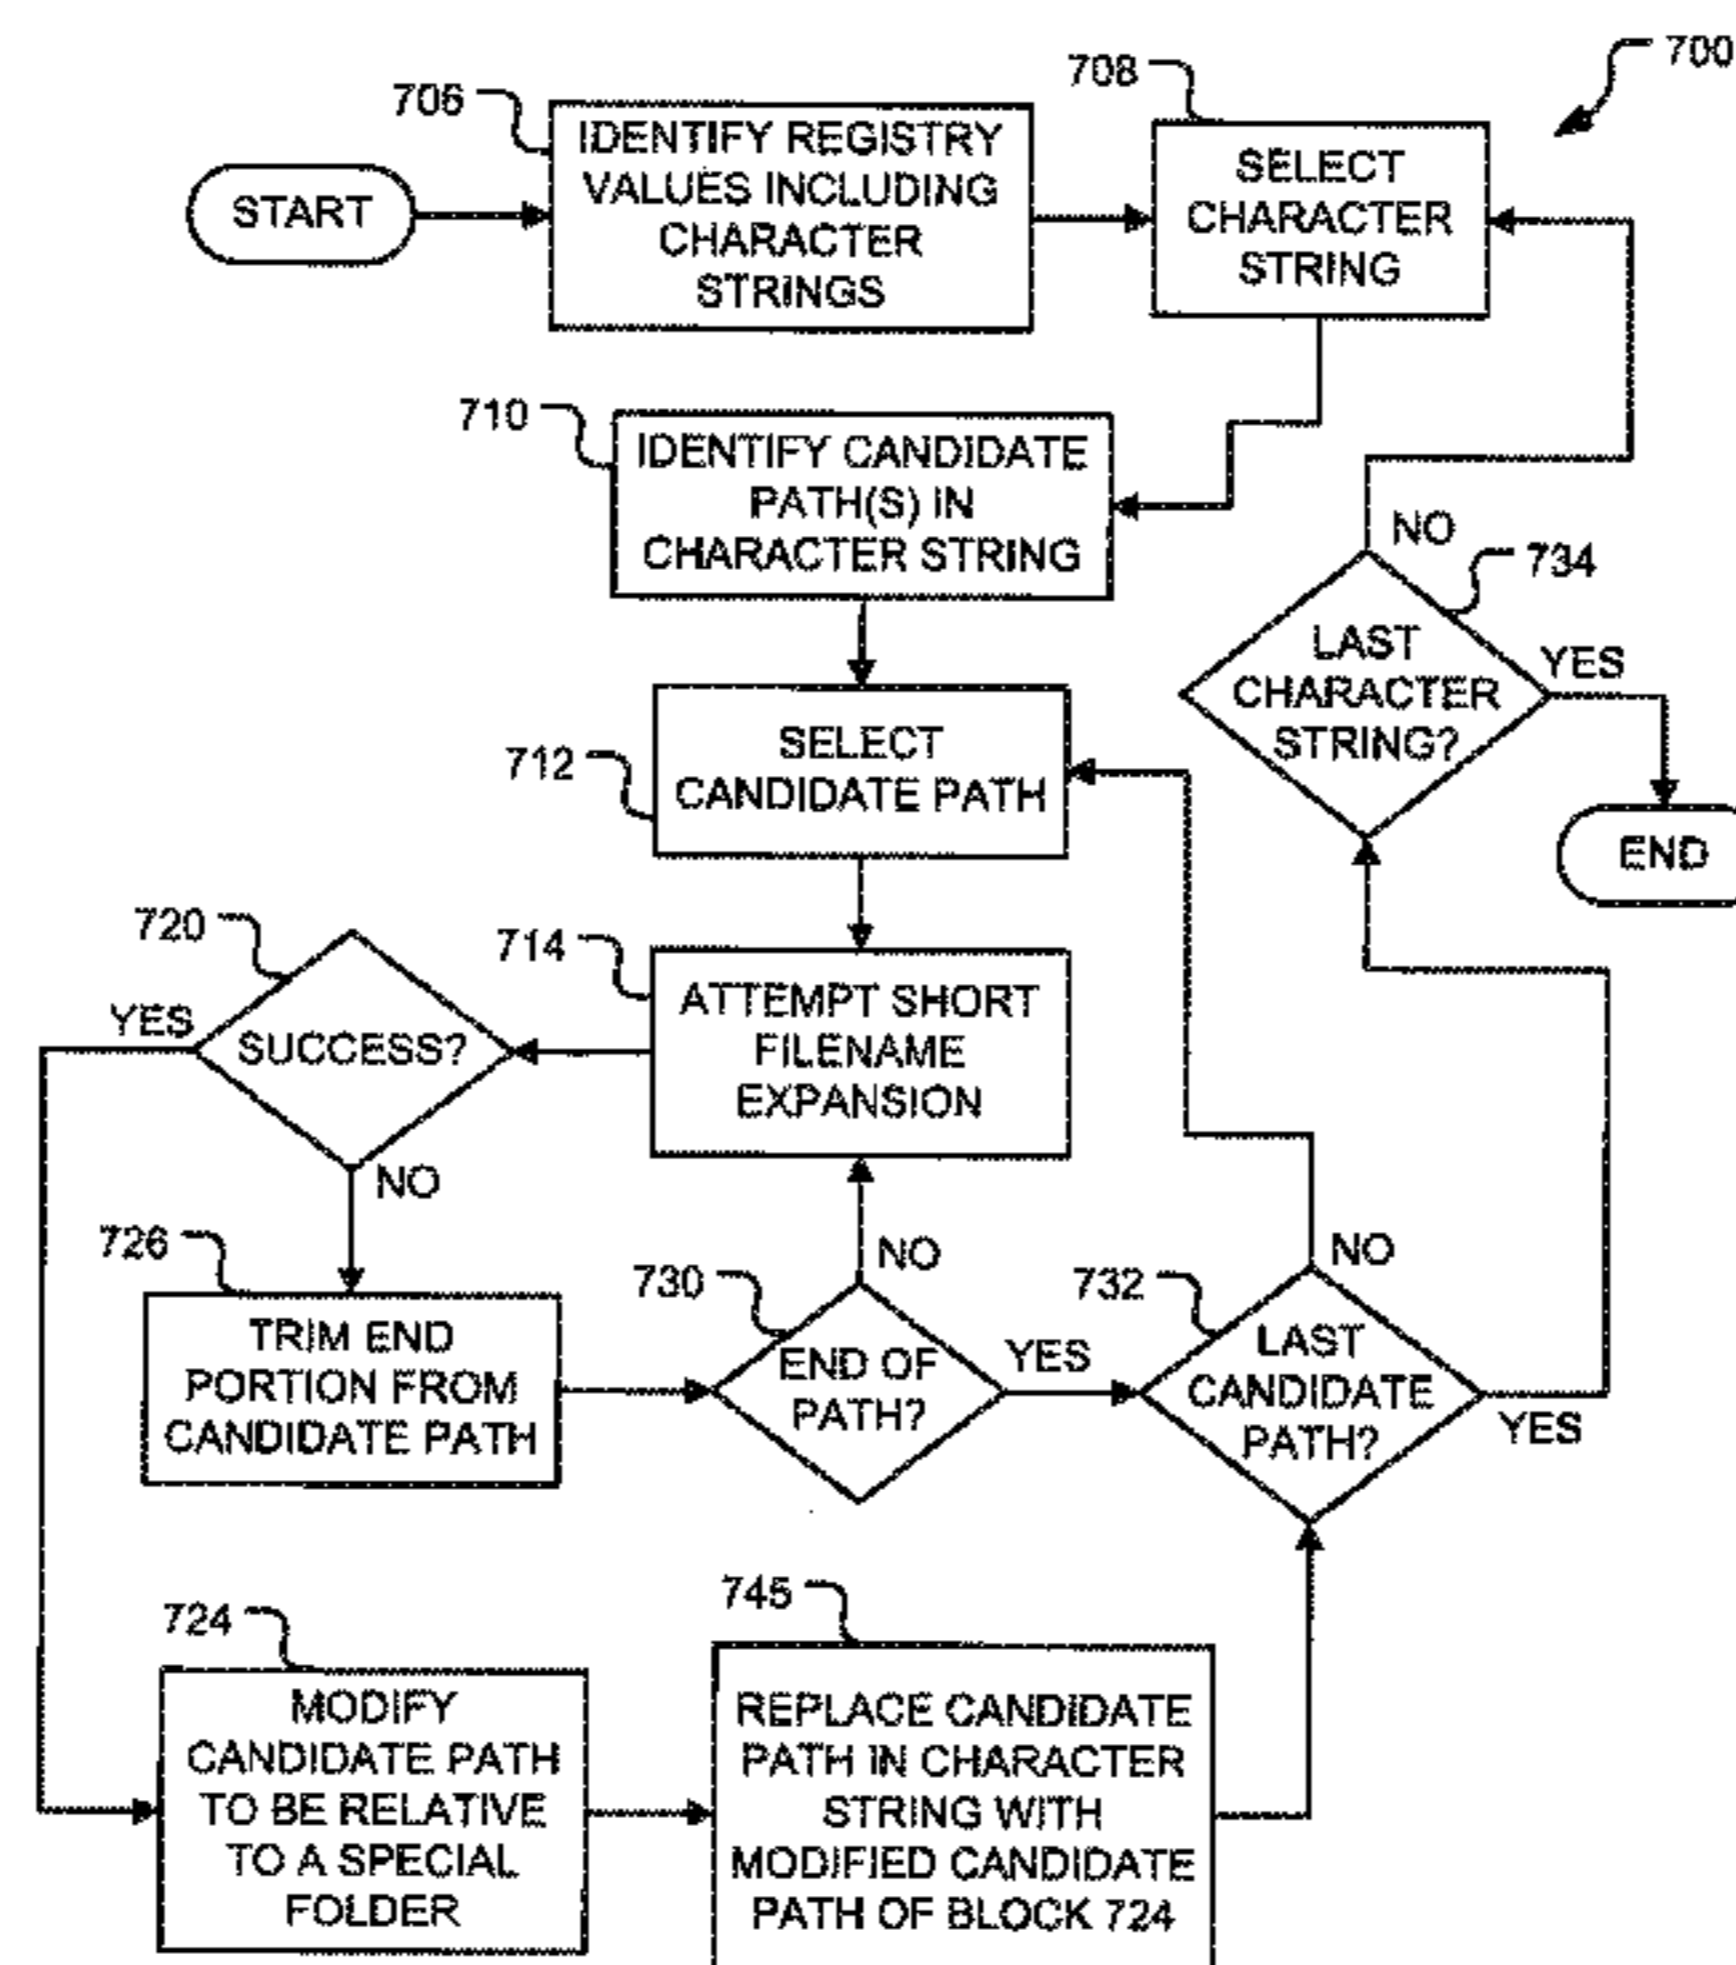 700
706
IDENTIFY REGISTRY
VALUES INCLUDING
CHARACTER
STRINGS
708
SELECT
CHARACTER
STRING
START
710
IDENTIFY CANDIDATE
PATH(S) IN
CHARACTER STRING
NO
734
LAST
CHARACTER
STRING?
YES
END
712
SELECT
CANDIDATE PATH
714
ATTEMPT SHORT
FILENAME
EXPANSION
720
YES
SUCCESS?
NO
726
TRIM END
PORTION FROM
CANDIDATE PATH
730
NO
END OF
PATH?
YES
732
NO
LAST
CANDIDATE
PATH?
YES
724
MODIFY
CANDIDATE PATH
TO BE RELATIVE
TO A SPECIAL
FOLDER
745
REPLACE CANDIDATE
PATH IN CHARACTER
STRING WITH
MODIFIED CANDIDATE
PATH OF BLOCK 724